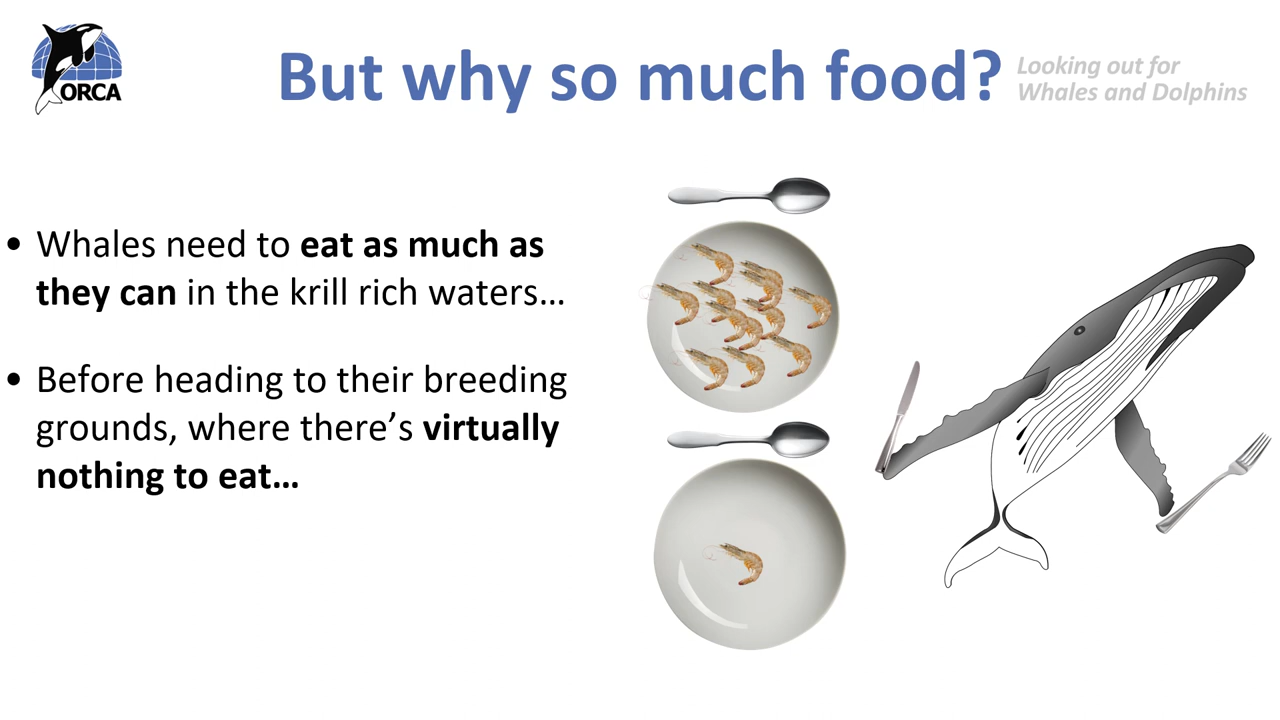 ORCA
But why so much food?
Looking out for
Whales and Dolphins
• Whales need to eat as much as
they can in the krill rich waters…
• Before heading to their breeding
grounds, where there’s virtually
nothing to eat…